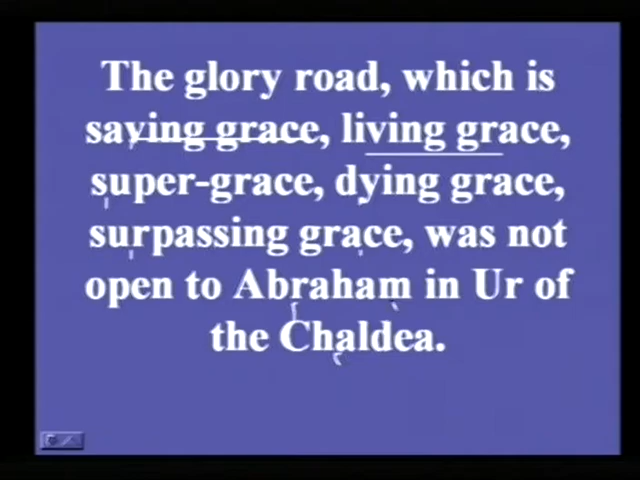 The glory road, which is
saving grace, living grace,
super-grace, dying grace,
surpassing grace, was not
open to Abraham in Ur of
the Chaldea.